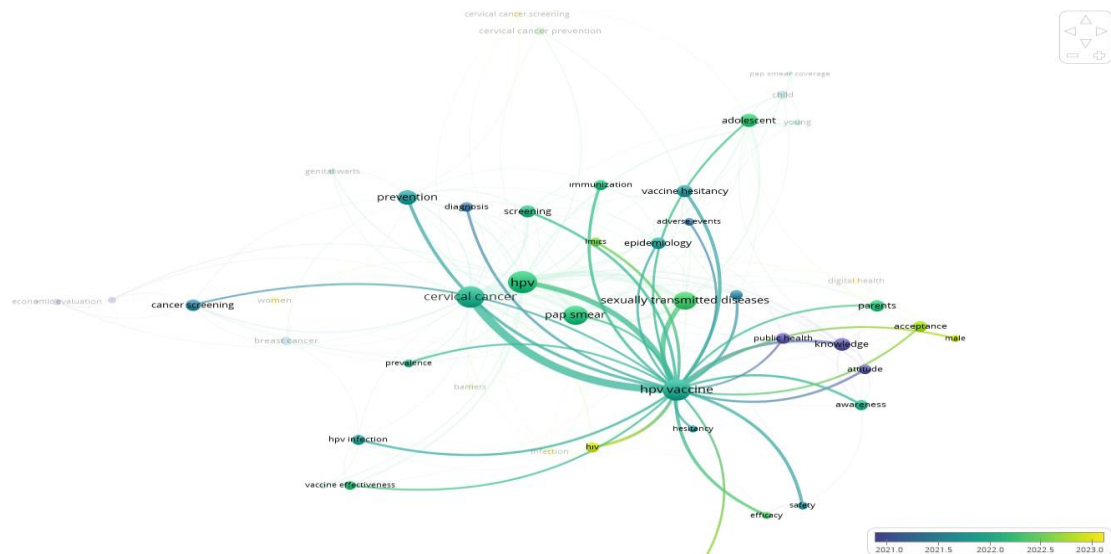 cervical cancer screening
cervical cancer prevention
pap smear coverage
child
young
adolescent
genital warts
immunization
vaccine hesitancy
prevention
diagnosis
screening
adverse events
lmics
epidemiology
digital health
hpv
cervical cancer
sexually transmitted diseases
economic evaluation
cancer screening
women
parents
pap smear
acceptance
public health
male
breast cancer
knowledge
prevalence
attitude
barriers
hpv vaccine
awareness
hesitancy
hpv infection
hiv
infection
vaccine effectiveness
safety
efficacy
2021.0 2021.5 2022.0 2022.5 2023.0